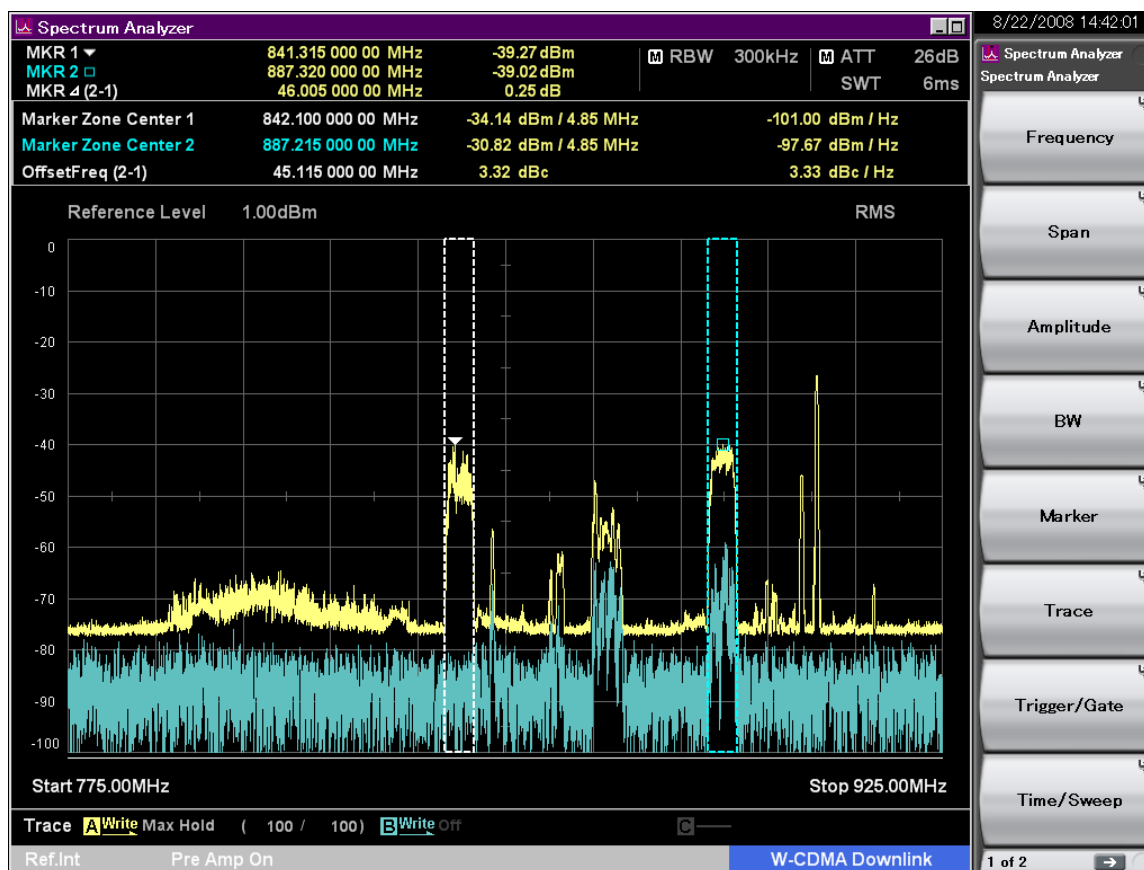 Spectrum Analyzer
8/22/2008 14:42:01
MKR 1 841.315 000 00 MHz -39.27 dBm M RBW 300kHz M ATT 26dB
MKR 2 887.320 000 00 MHz -39.02 dBm SWT 6ms
MKR ⊿ (2-1) 46.005 000 00 MHz 0.25 dB
Marker Zone Center 1 842.100 000 00 MHz -34.14 dBm / 4.85 MHz -101.00 dBm / Hz
Marker Zone Center 2 887.215 000 00 MHz -30.82 dBm / 4.85 MHz -97.67 dBm / Hz
OffsetFreq (2-1) 45.115 000 00 MHz 3.32 dBc 3.33 dBc / Hz
Reference Level 1.00dBm RMS
0
-10
-20
-30
-40
-50
-60
-70
-80
-90
-100
Start 775.00MHz Stop 925.00MHz
Trace A Write Max Hold ( 100 / 100) B Write Off C
Ref.Int Pre Amp On W-CDMA Downlink
Spectrum Analyzer
Spectrum Analyzer
Frequency
Span
Amplitude
BW
Marker
Trace
Trigger/Gate
Time/Sweep
1 of 2